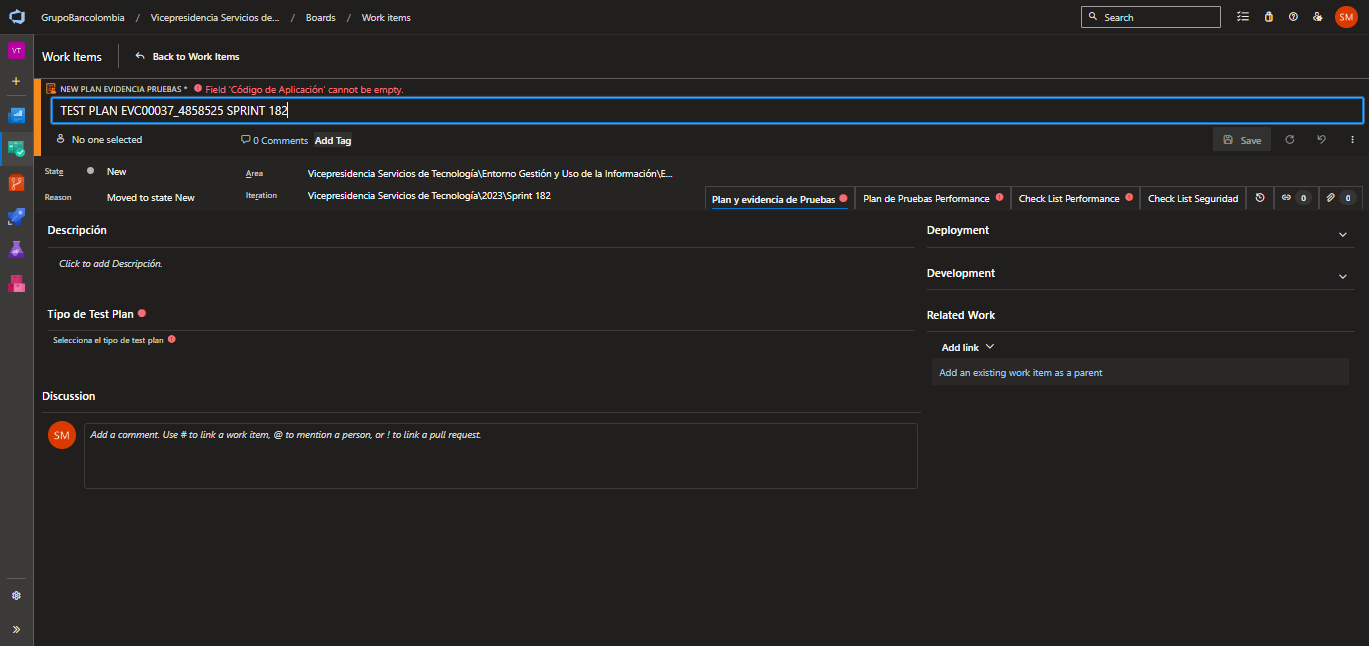 GrupoBancolombia / Vicepresidencia Servicios de... / Boards / Work items
Search
SM
VT
Work Items
Back to Work Items
NEW PLAN EVIDENCIA PRUEBAS * Field 'Código de Aplicación' cannot be empty.
TEST PLAN EVC00037_4858525 SPRINT 182
No one selected
0 Comments
Add Tag
Save
State
New
Area
Vicepresidencia Servicios de Tecnología\Entorno Gestión y Uso de la Información\E...
Reason
Moved to state New
Iteration
Vicepresidencia Servicios de Tecnología\2023\Sprint 182
Plan y evidencia de Pruebas
Plan de Pruebas Performance
Check List Performance
Check List Seguridad
0
0
Descripción
Click to add Descripción.
Tipo de Test Plan
Selecciona el tipo de test plan
Discussion
SM
Add a comment. Use # to link a work item, @ to mention a person, or ! to link a pull request.
Deployment
Development
Related Work
Add link
Add an existing work item as a parent